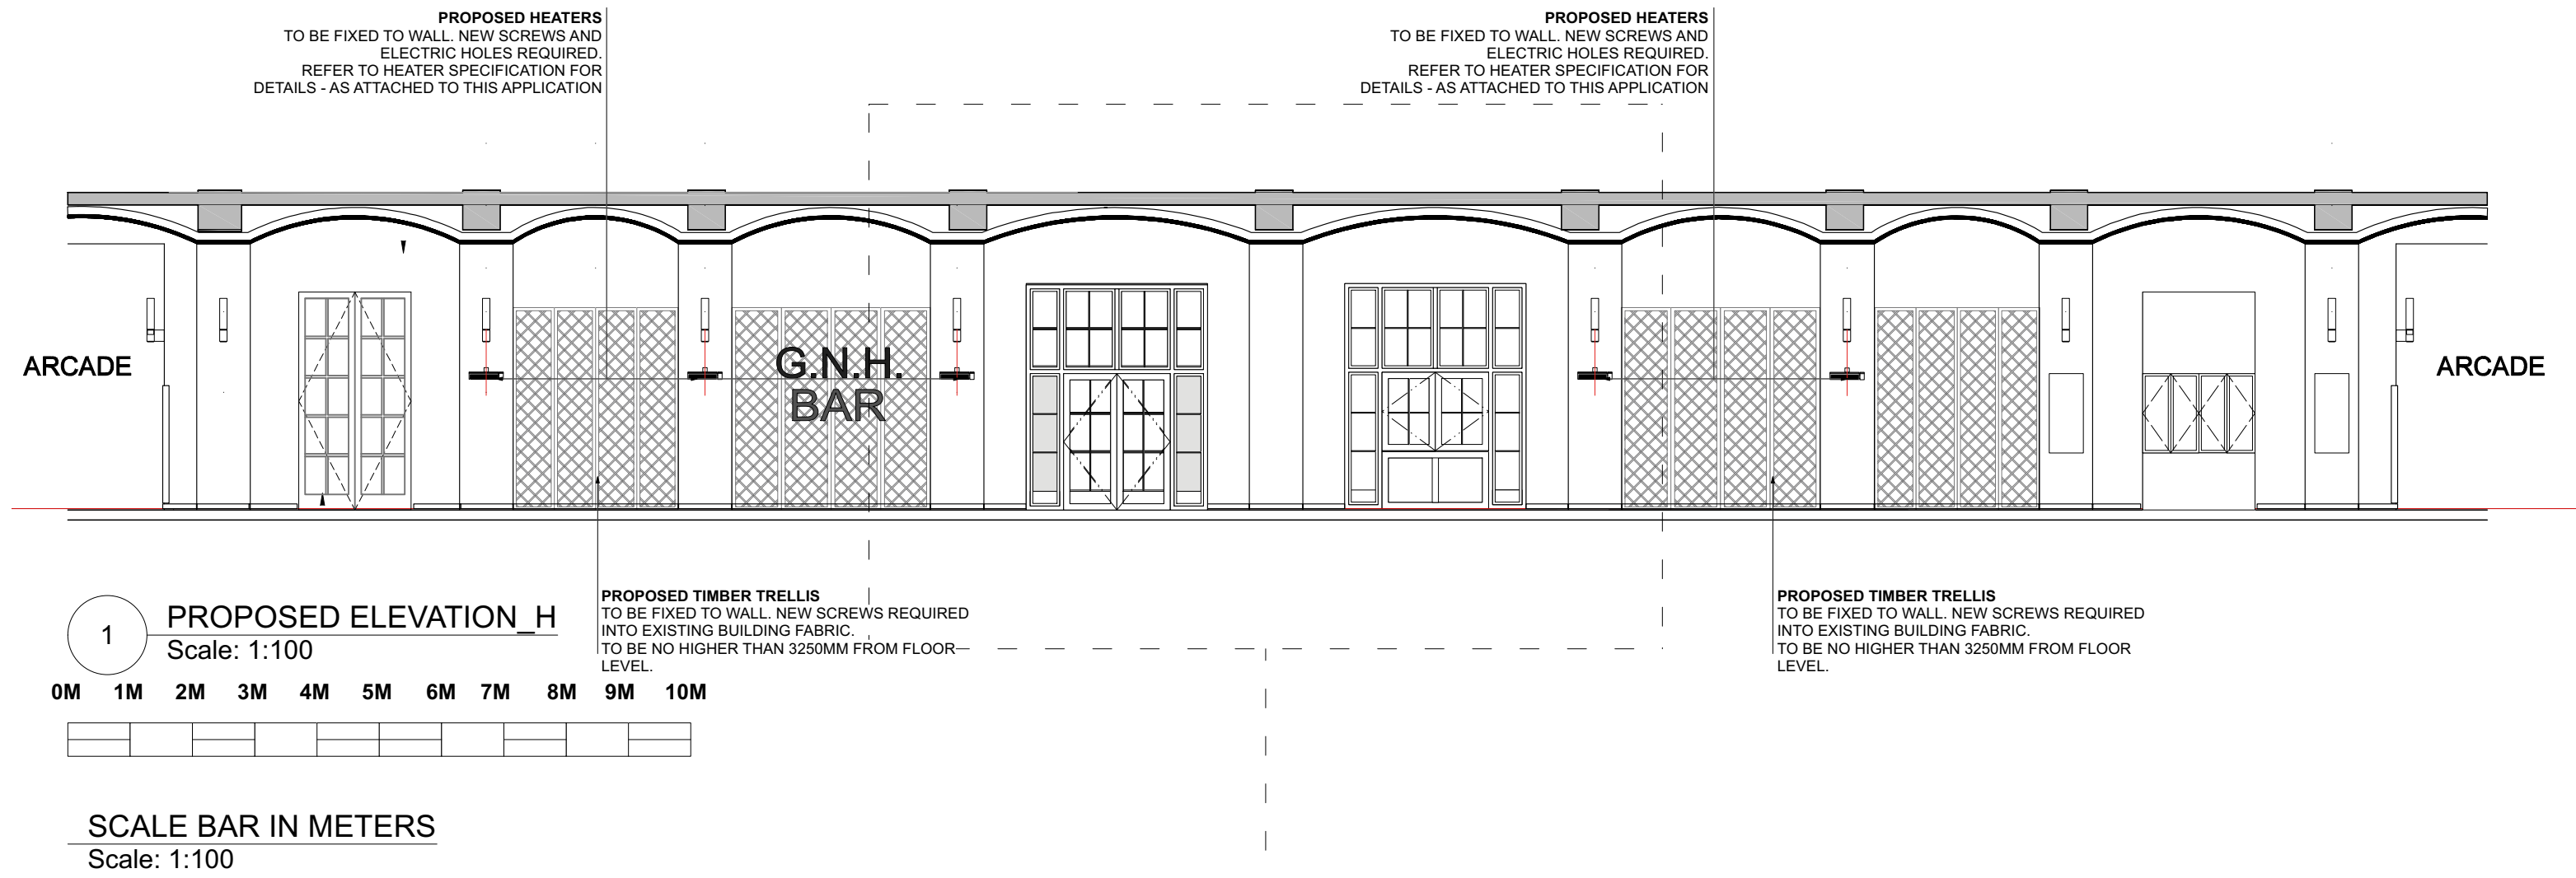 PROPOSED HEATERS
TO BE FIXED TO WALL. NEW SCREWS AND
ELECTRIC HOLES REQUIRED.
REFER TO HEATER SPECIFICATION FOR
DETAILS - AS ATTACHED TO THIS APPLICATION
PROPOSED HEATERS
TO BE FIXED TO WALL. NEW SCREWS AND
ELECTRIC HOLES REQUIRED.
REFER TO HEATER SPECIFICATION FOR
DETAILS - AS ATTACHED TO THIS APPLICATION
ARCADE
G.N.H.
BAR
ARCADE
1
PROPOSED ELEVATION_H
Scale: 1:100
PROPOSED TIMBER TRELLIS
TO BE FIXED TO WALL. NEW SCREWS REQUIRED
INTO EXISTING BUILDING FABRIC.
TO BE NO HIGHER THAN 3250MM FROM FLOOR
LEVEL.
PROPOSED TIMBER TRELLIS
TO BE FIXED TO WALL. NEW SCREWS REQUIRED
INTO EXISTING BUILDING FABRIC.
TO BE NO HIGHER THAN 3250MM FROM FLOOR
LEVEL.
0M 1M 2M 3M 4M 5M 6M 7M 8M 9M 10M
SCALE BAR IN METERS
Scale: 1:100